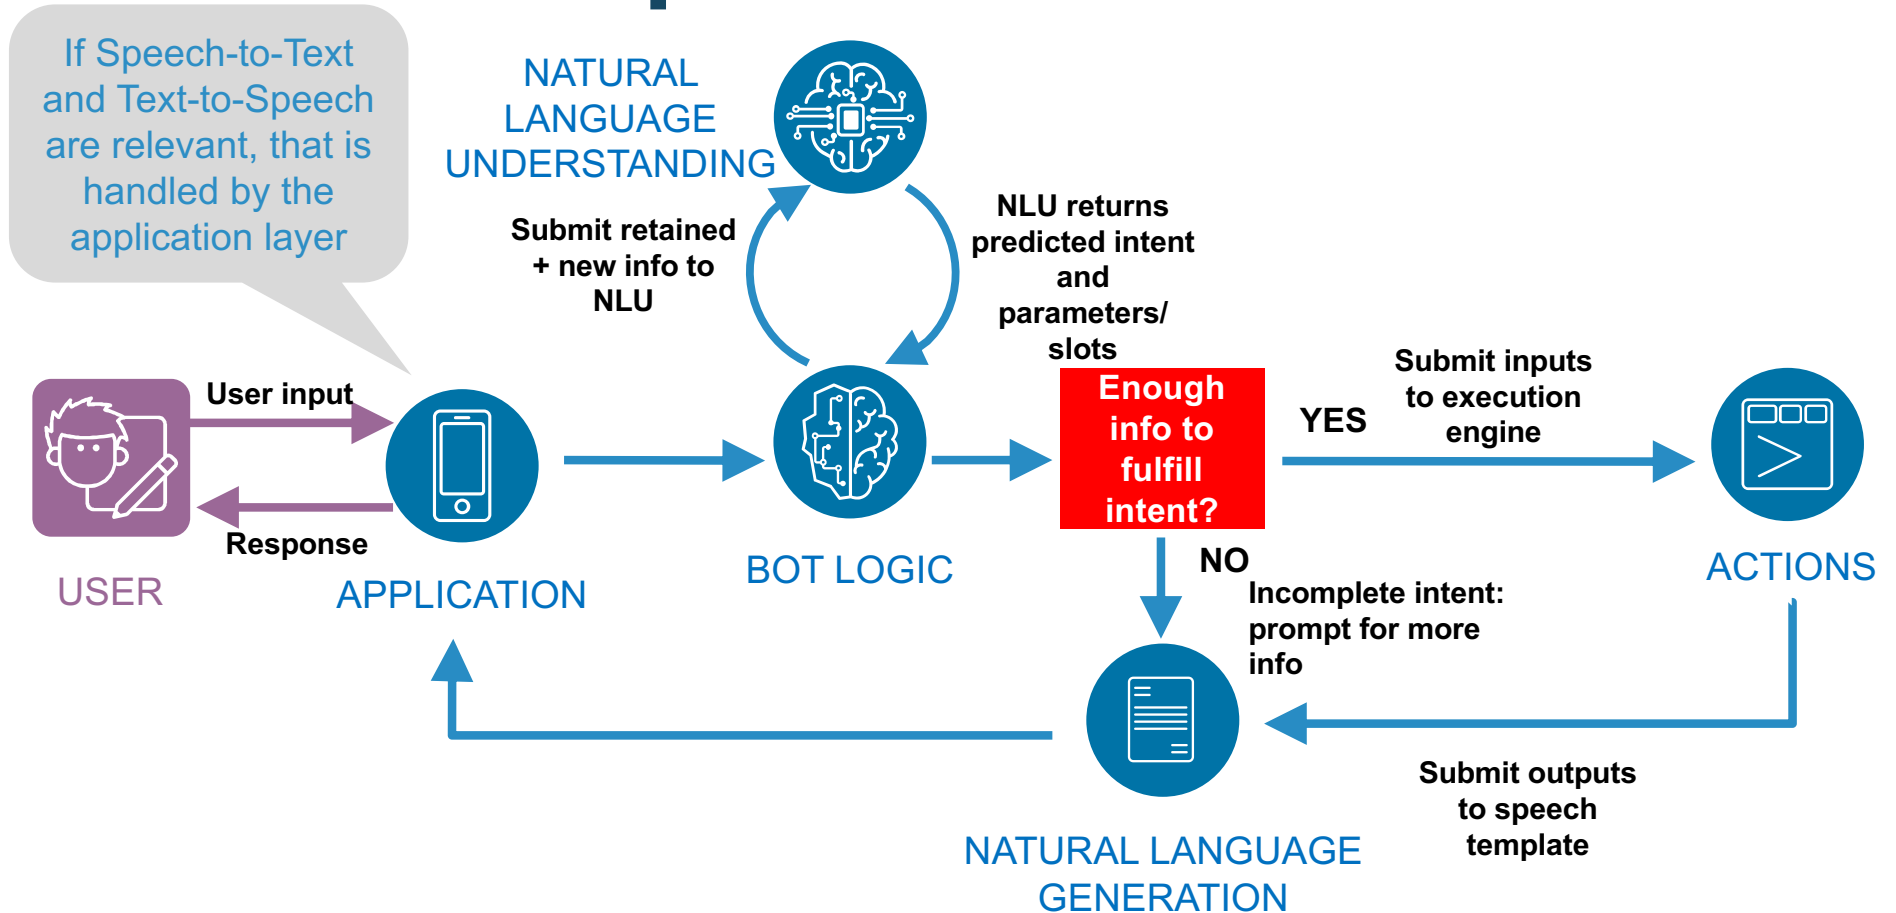 If Speech-to-Text
and Text-to-Speech
are relevant, that is
handled by the
application layer
NATURAL
LANGUAGE
UNDERSTANDING
Submit retained
+ new info to
NLU
NLU returns
predicted intent
and
parameters/
slots
User input
Response
USER
APPLICATION
BOT LOGIC
Enough
info to
fulfill
intent?
YES
Submit inputs
to execution
engine
ACTIONS
NO
Incomplete intent:
prompt for more
info
Submit outputs
to speech
template
NATURAL LANGUAGE
GENERATION